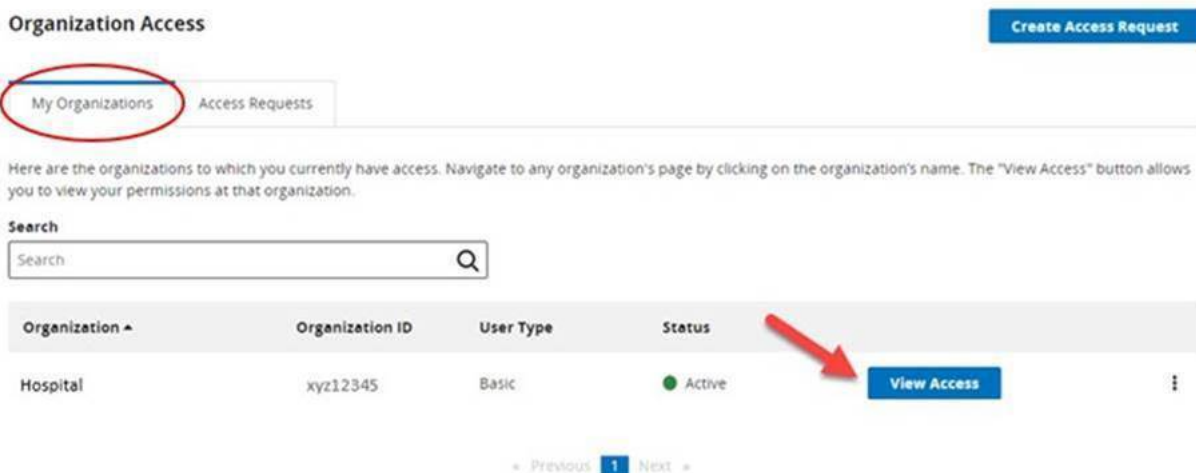 Organization Access
Create Access Request
My Organizations
Access Requests
Here are the organizations to which you currently have access. Navigate to any organization's page by clicking on the organization's name. The "View Access" button allows
you to view your permissions at that organization.
Search
Search
Organization Organization ID User Type Status
Hospital xyz12345 Basic Active View Access
« Previous 1 Next »